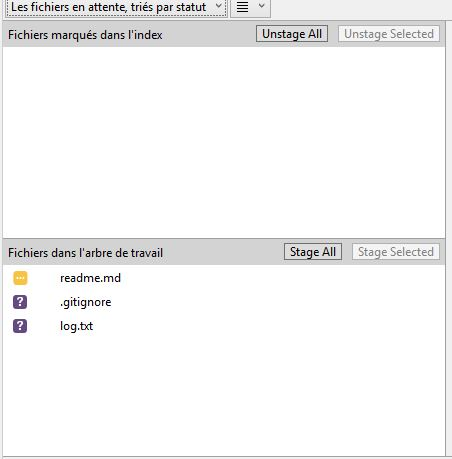 Les fichiers en attente, triés par statut
Fichiers marqués dans l'index Unstage All Unstage Selected
Fichiers dans l'arbre de travail Stage All Stage Selected
... readme.md
? .gitignore
? log.txt